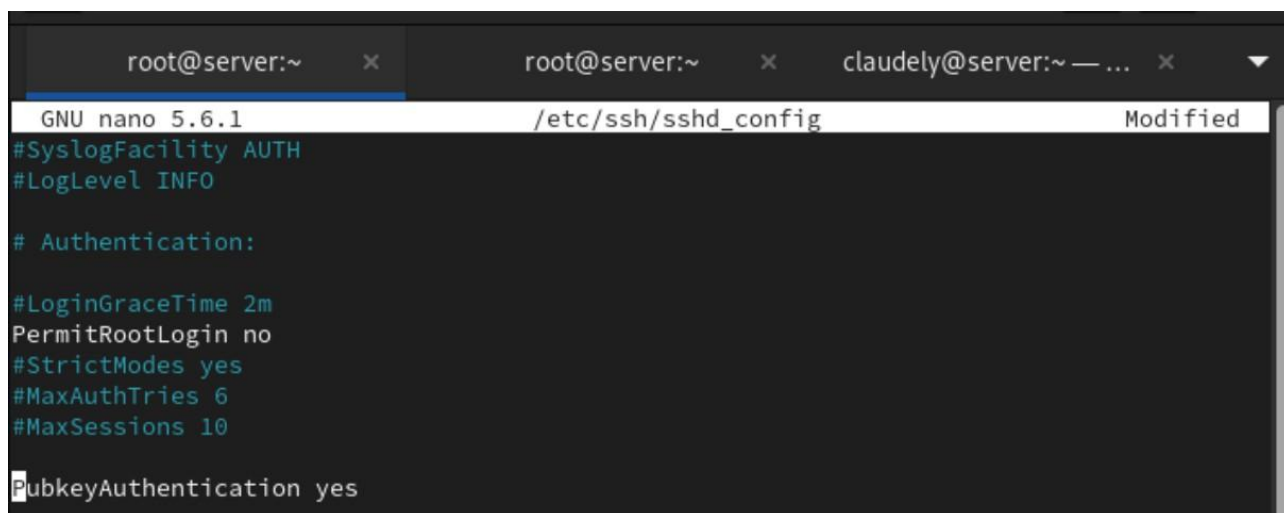 root@server:~ × root@server:~ × claudely@server:~ — ... ×
GNU nano 5.6.1 /etc/ssh/sshd_config Modified
#SyslogFacility AUTH
#LogLevel INFO
# Authentication:
#LoginGraceTime 2m
PermitRootLogin no
#StrictModes yes
#MaxAuthTries 6
#MaxSessions 10
PubkeyAuthentication yes